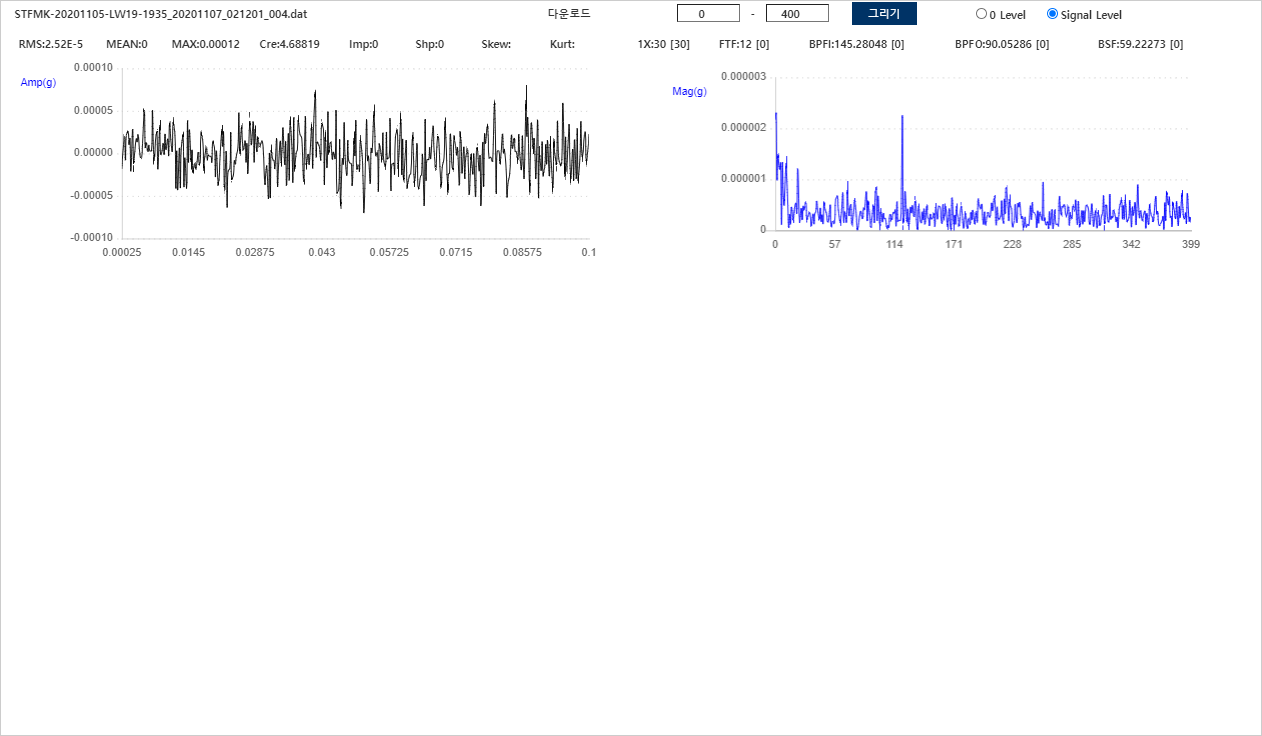 STFMK-20201105-LW19-1935_20201107_021201_004.dat 다운로드 0 - 400 그리기 0 Level Signal Level
RMS:2.52E-5 MEAN:0 MAX:0.00012 Cre:4.68819 Imp:0 Shp:0 Skew: Kurt: 1X:30 [30] FTF:12 [0] BPFI:145.28048 [0] BPFO:90.05286 [0] BSF:59.22273 [0]
Amp(g)
0.00010
0.00005
0.00000
-0.00005
-0.00010
0.00025 0.0145 0.02875 0.043 0.05725 0.0715 0.08575 0.1
Mag(g)
0.000003
0.000002
0.000001
0
0 57 114 171 228 285 342 399